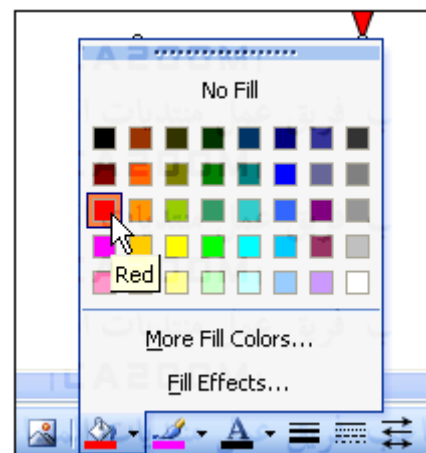 No Fill
Red
More Fill Colors...
Fill Effects...
A